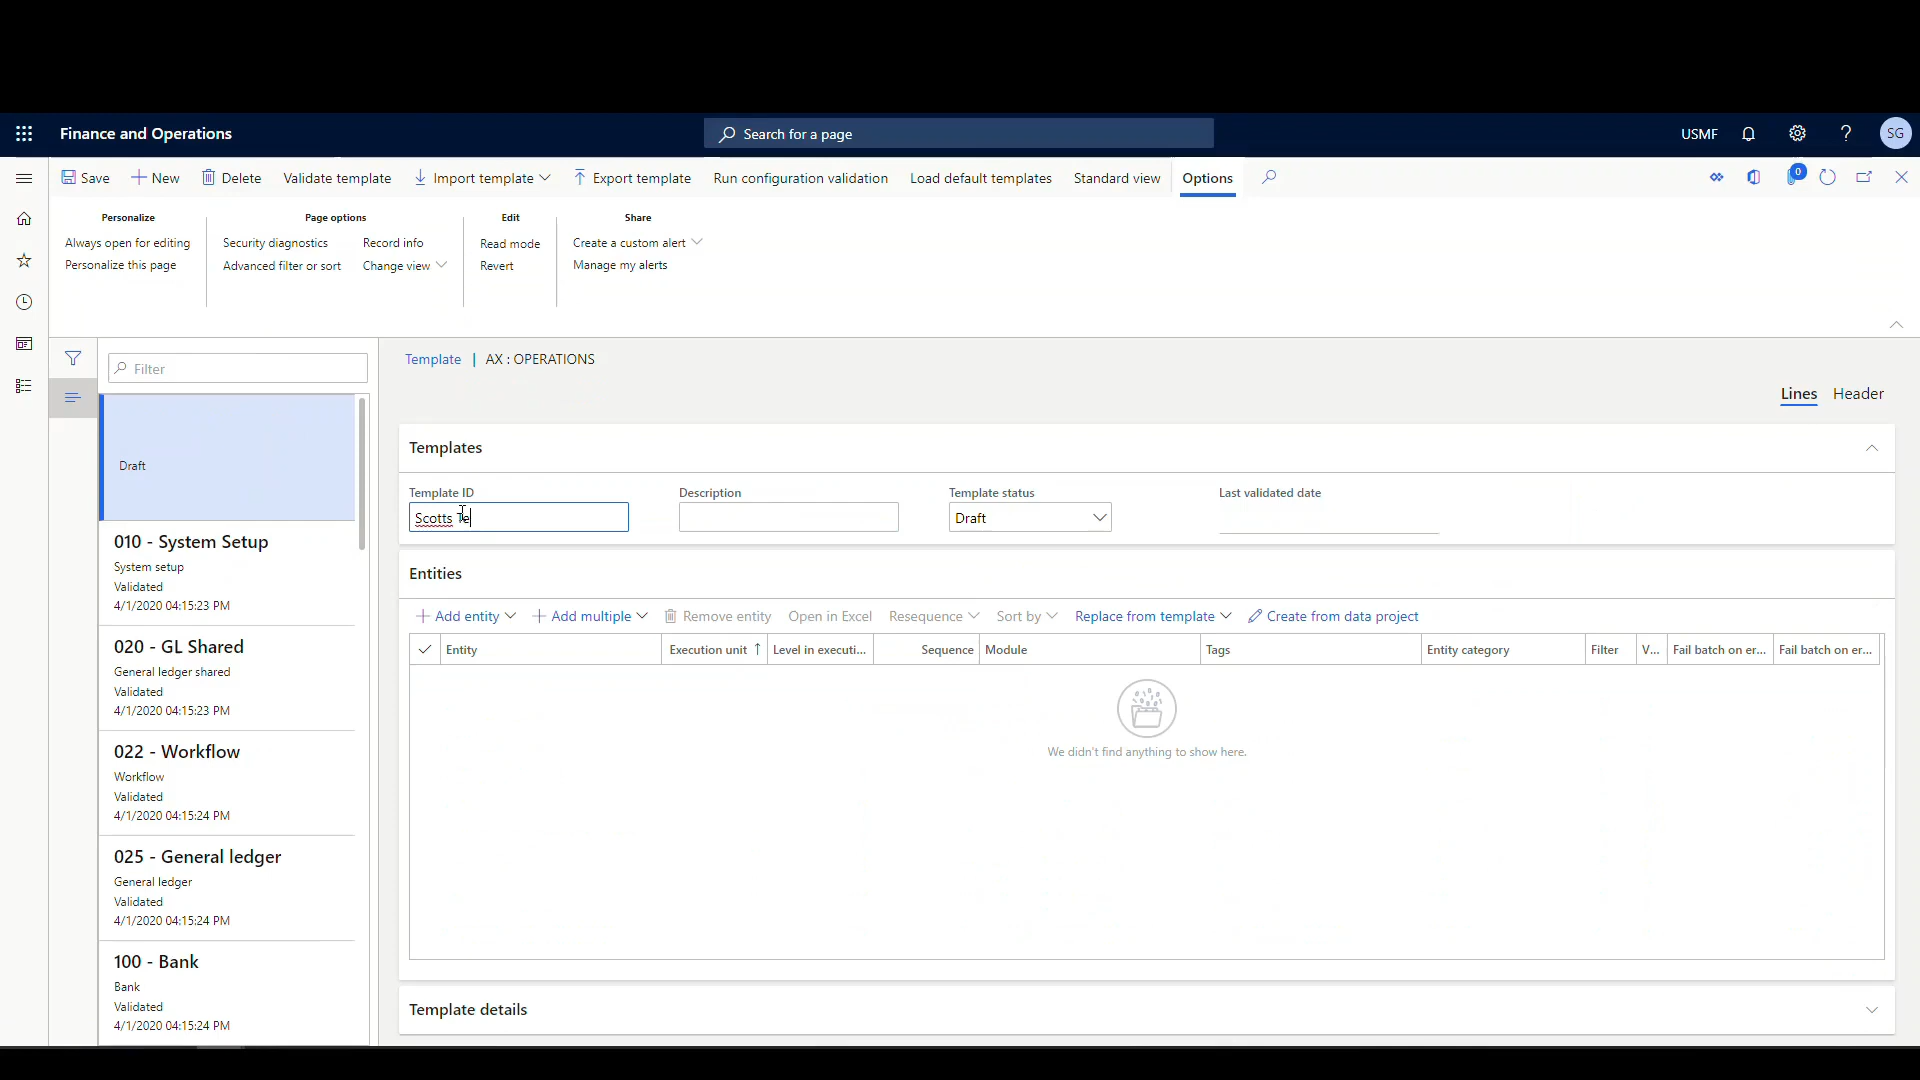 Finance and Operations
Search for a page
USMF
SG
Save
New
Delete
Validate template
Import template
Export template
Run configuration validation
Load default templates
Standard view
Options
0
Personalize
Always open for editing
Personalize this page
Page options
Security diagnostics
Record info
Advanced filter or sort
Change view
Edit
Read mode
Revert
Share
Create a custom alert
Manage my alerts
Filter
Draft
010 - System Setup
System setup
Validated
4/1/2020 04:15:23 PM
020 - GL Shared
General ledger shared
Validated
4/1/2020 04:15:23 PM
022 - Workflow
Workflow
Validated
4/1/2020 04:15:24 PM
025 - General ledger
General ledger
Validated
4/1/2020 04:15:24 PM
100 - Bank
Bank
Validated
4/1/2020 04:15:24 PM
Template | AX : OPERATIONS
Lines
Header
Templates
Template ID
Scotts Te
Description
Template status
Draft
Last validated date
Entities
Add entity
Add multiple
Remove entity
Open in Excel
Resequence
Sort by
Replace from template
Create from data project
Entity
Execution unit
Level in executi...
Sequence
Module
Tags
Entity category
Filter
V...
Fail batch on er...
Fail batch on er...
We didn't find anything to show here.
Template details